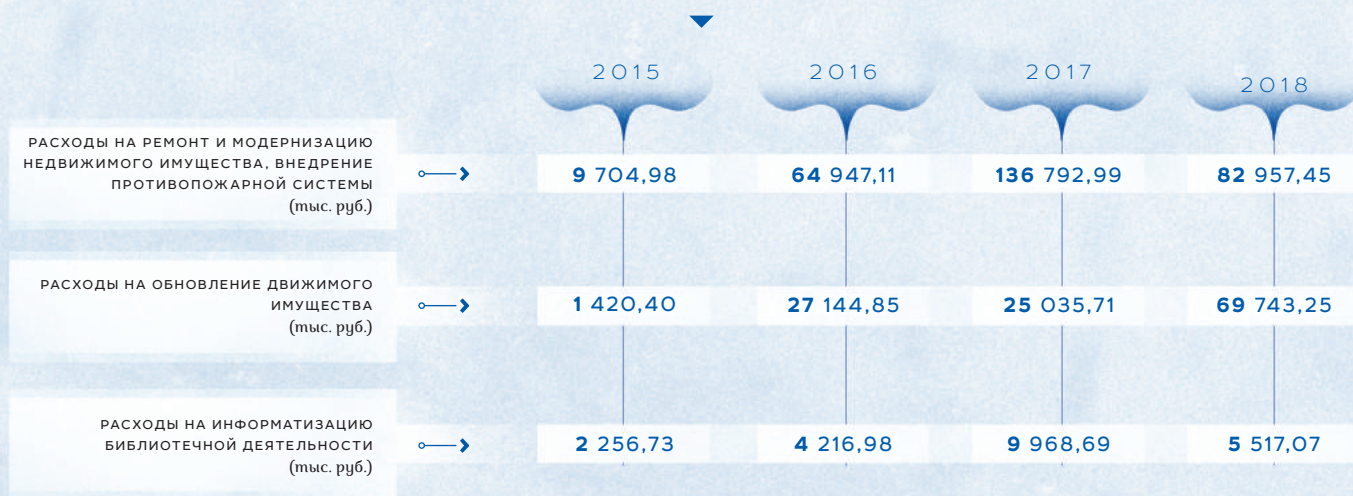 2015 2016 2017 2018
РАСХОДЫ НА РЕМОНТ И МОДЕРНИЗАЦИЮ
НЕДВИЖИМОГО ИМУЩЕСТВА, ВНЕДРЕНИЕ
ПРОТИВОПОЖАРНОЙ СИСТЕМЫ
(тыс. руб.)
9 704,98 64 947,11 136 792,99 82 957,45
РАСХОДЫ НА ОБНОВЛЕНИЕ ДВИЖИМОГО
ИМУЩЕСТВА
(тыс. руб.)
1 420,40 27 144,85 25 035,71 69 743,25
РАСХОДЫ НА ИНФОРМАТИЗАЦИЮ
БИБЛИОТЕЧНОЙ ДЕЯТЕЛЬНОСТИ
(тыс. руб.)
2 256,73 4 216,98 9 968,69 5 517,07